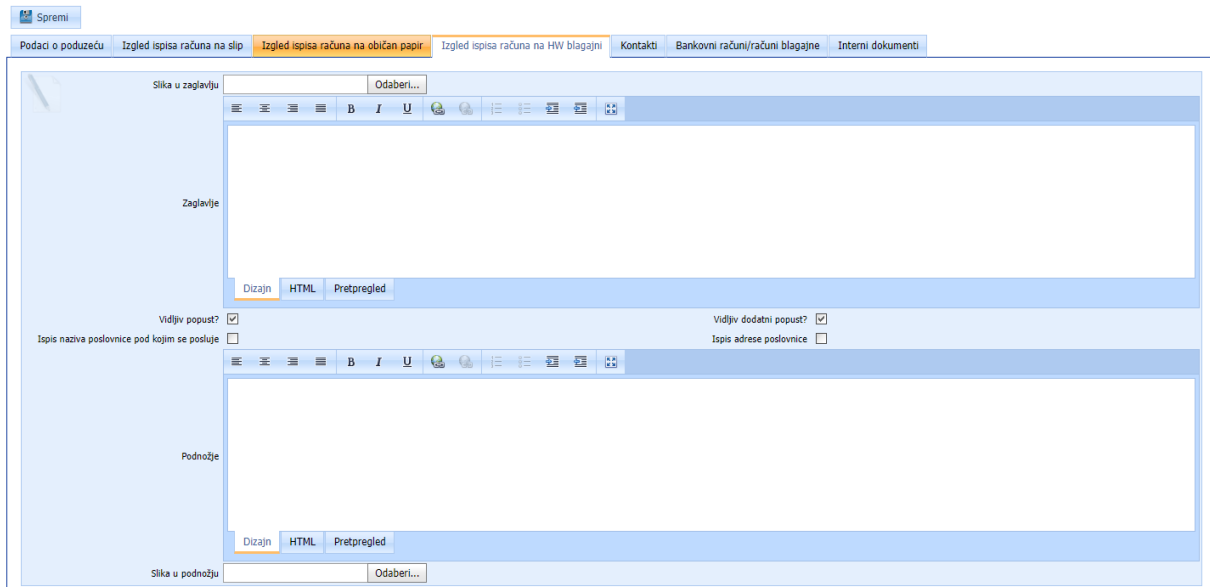 Spremi
Podaci o poduzeću Izgled ispisa računa na slip Izgled ispisa računa na običan papir Izgled ispisa računa na HW blagajni Kontakti Bankovni računi/računi blagajne Interni dokumenti
Slika u zaglavlju Odaberi...
B I U
Zaglavlje
Dizajn HTML Pretpregled
Vidljiv popust? Vidljiv dodatni popust?
Ispis naziva poslovnice pod kojim se posluje Ispis adrese poslovnice
B I U
Podnožje
Dizajn HTML Pretpregled
Slika u podnožju Odaberi...